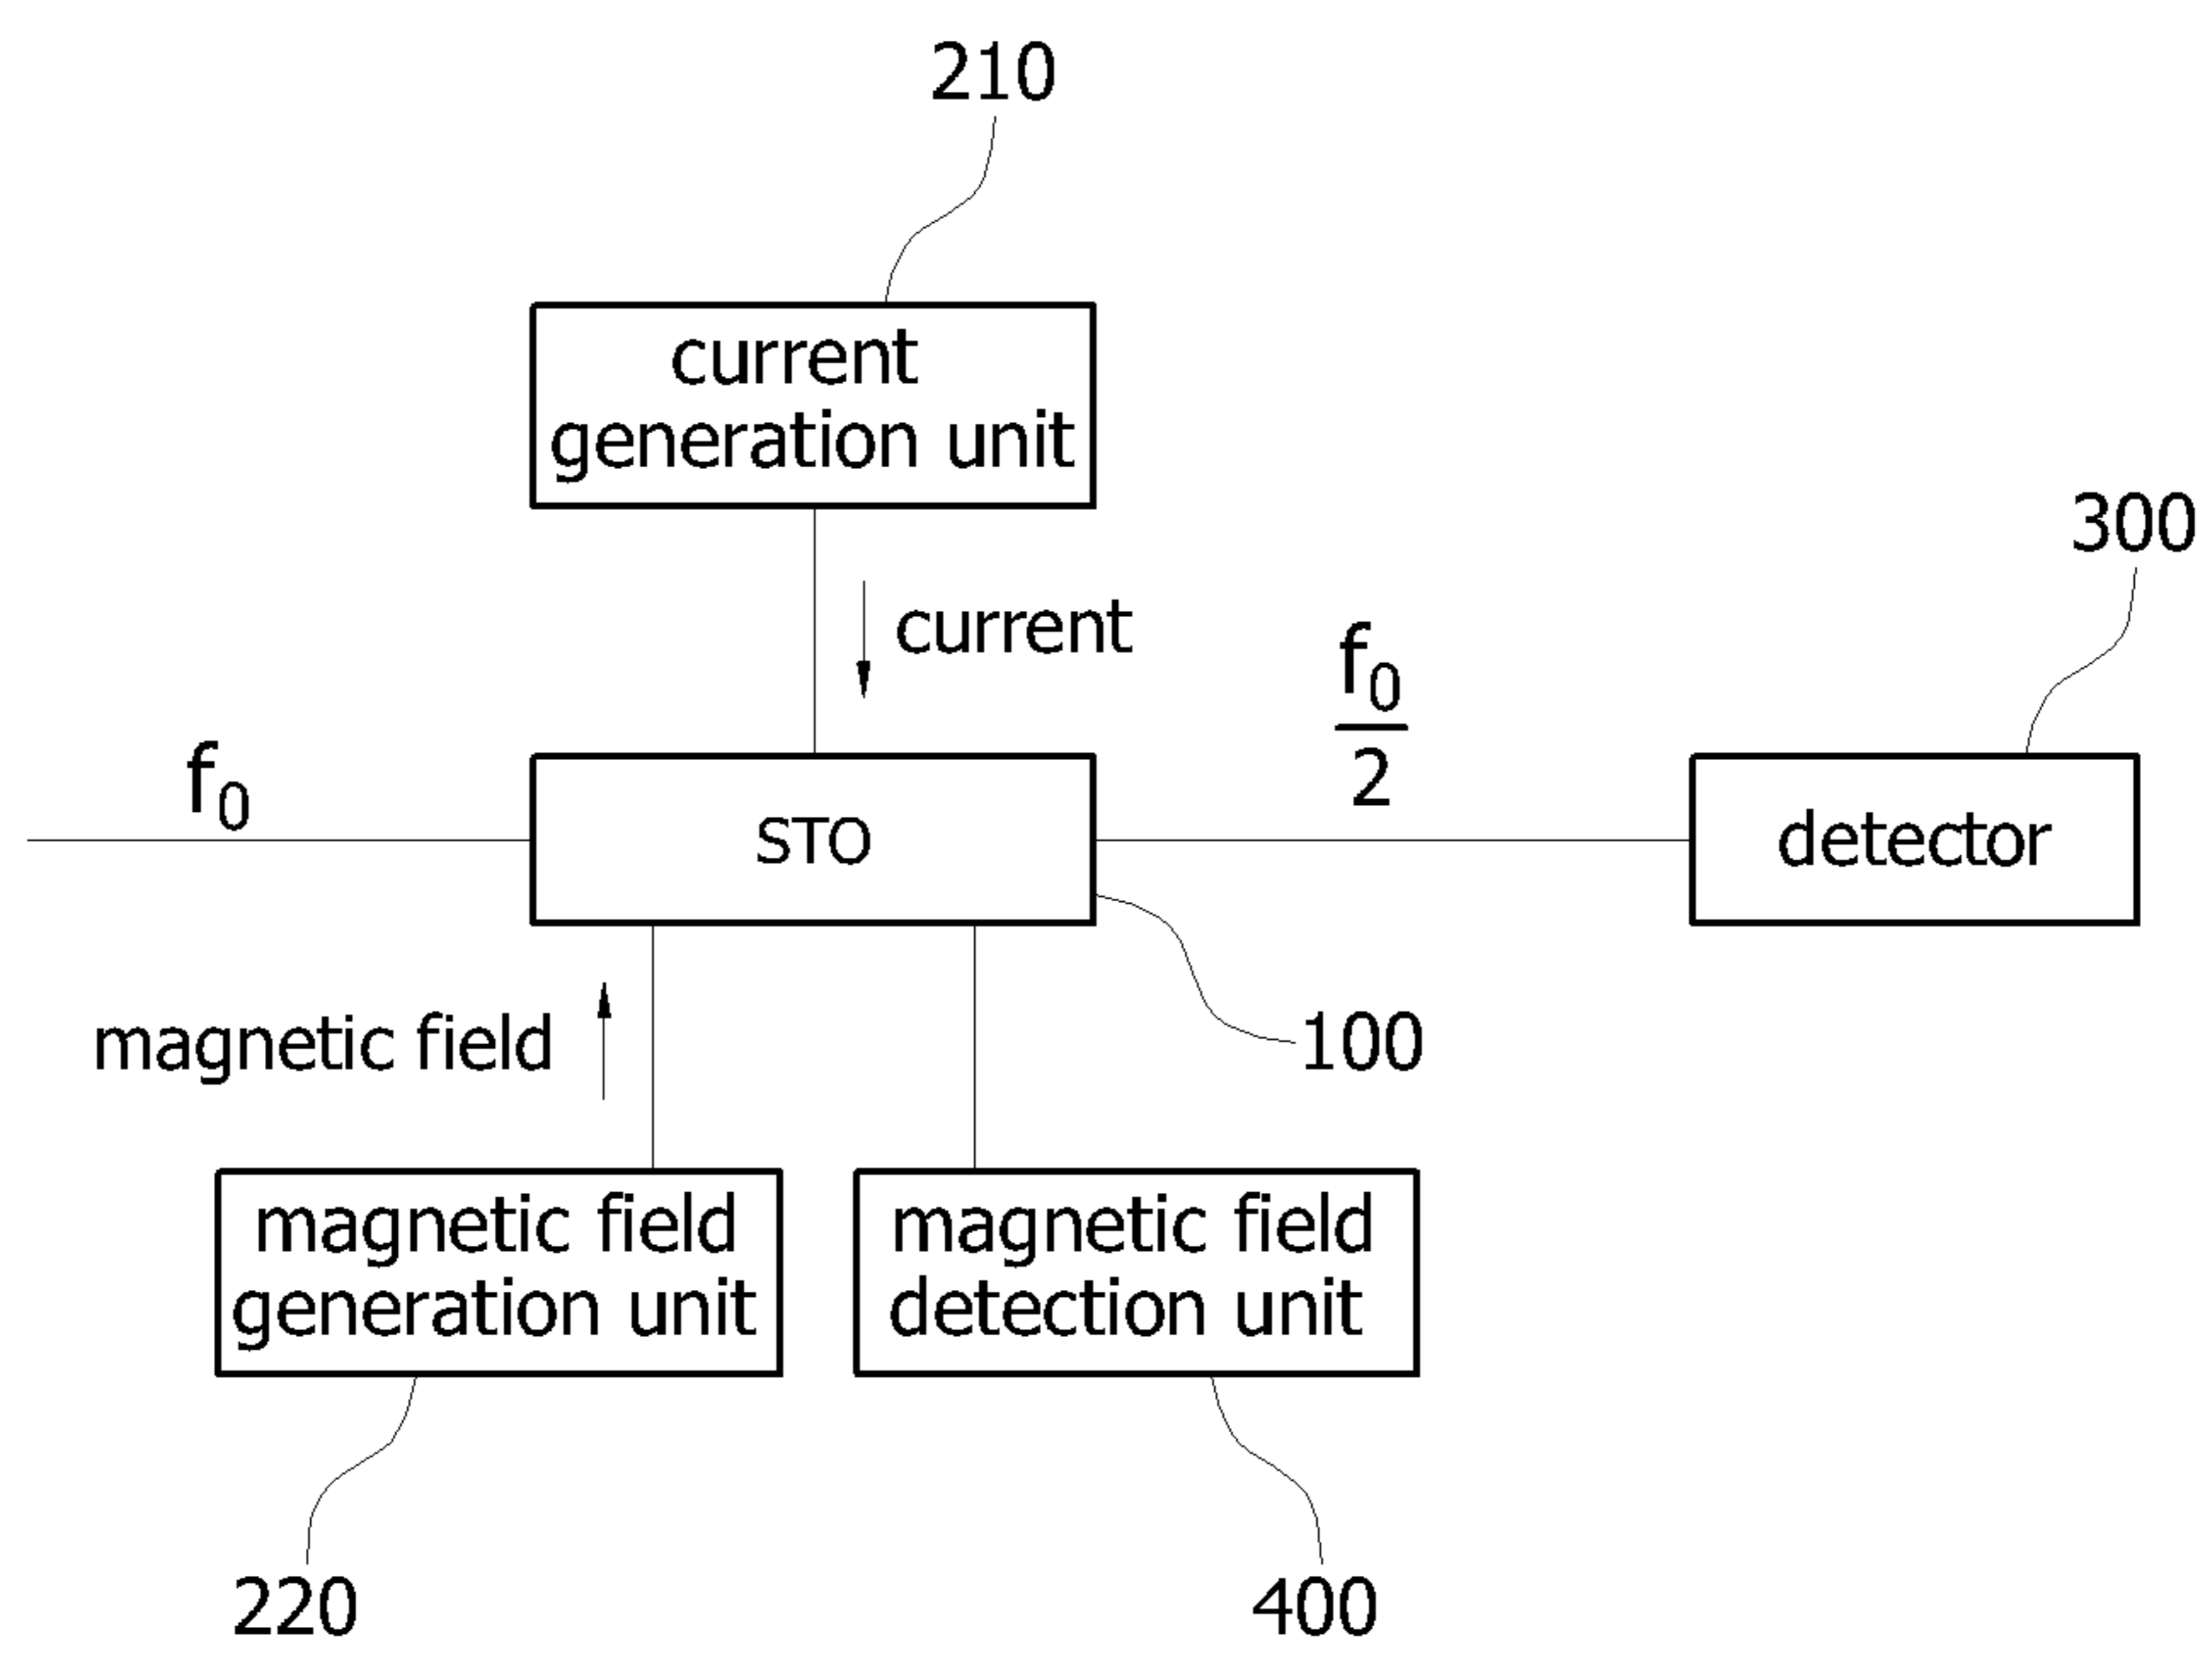 210
current
generation unit
300
current
f₀
2
f₀
STO
detector
magnetic field
100
magnetic field
generation unit
magnetic field
detection unit
220
400